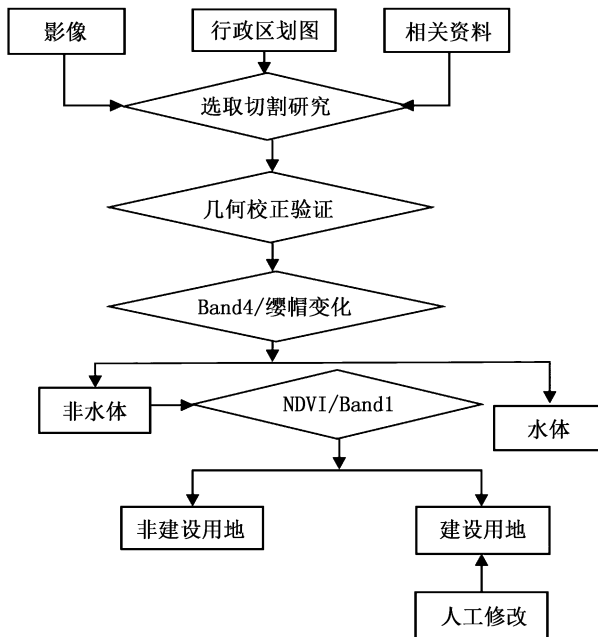 影像
行政区划图
相关资料
选取切割研究
几何校正验证
Band4/缨帽变化
非水体
NDVI/Band1
水体
非建设用地
建设用地
人工修改